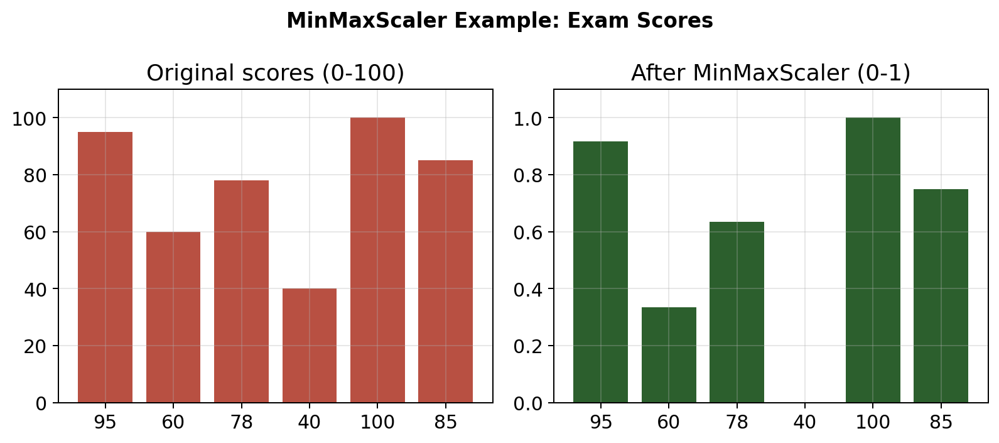 MinMaxScaler Example: Exam Scores
Original scores (0-100)
100
80
60
40
20
0
95 60 78 40 100 85
After MinMaxScaler (0-1)
1.0
0.8
0.6
0.4
0.2
0.0
95 60 78 40 100 85